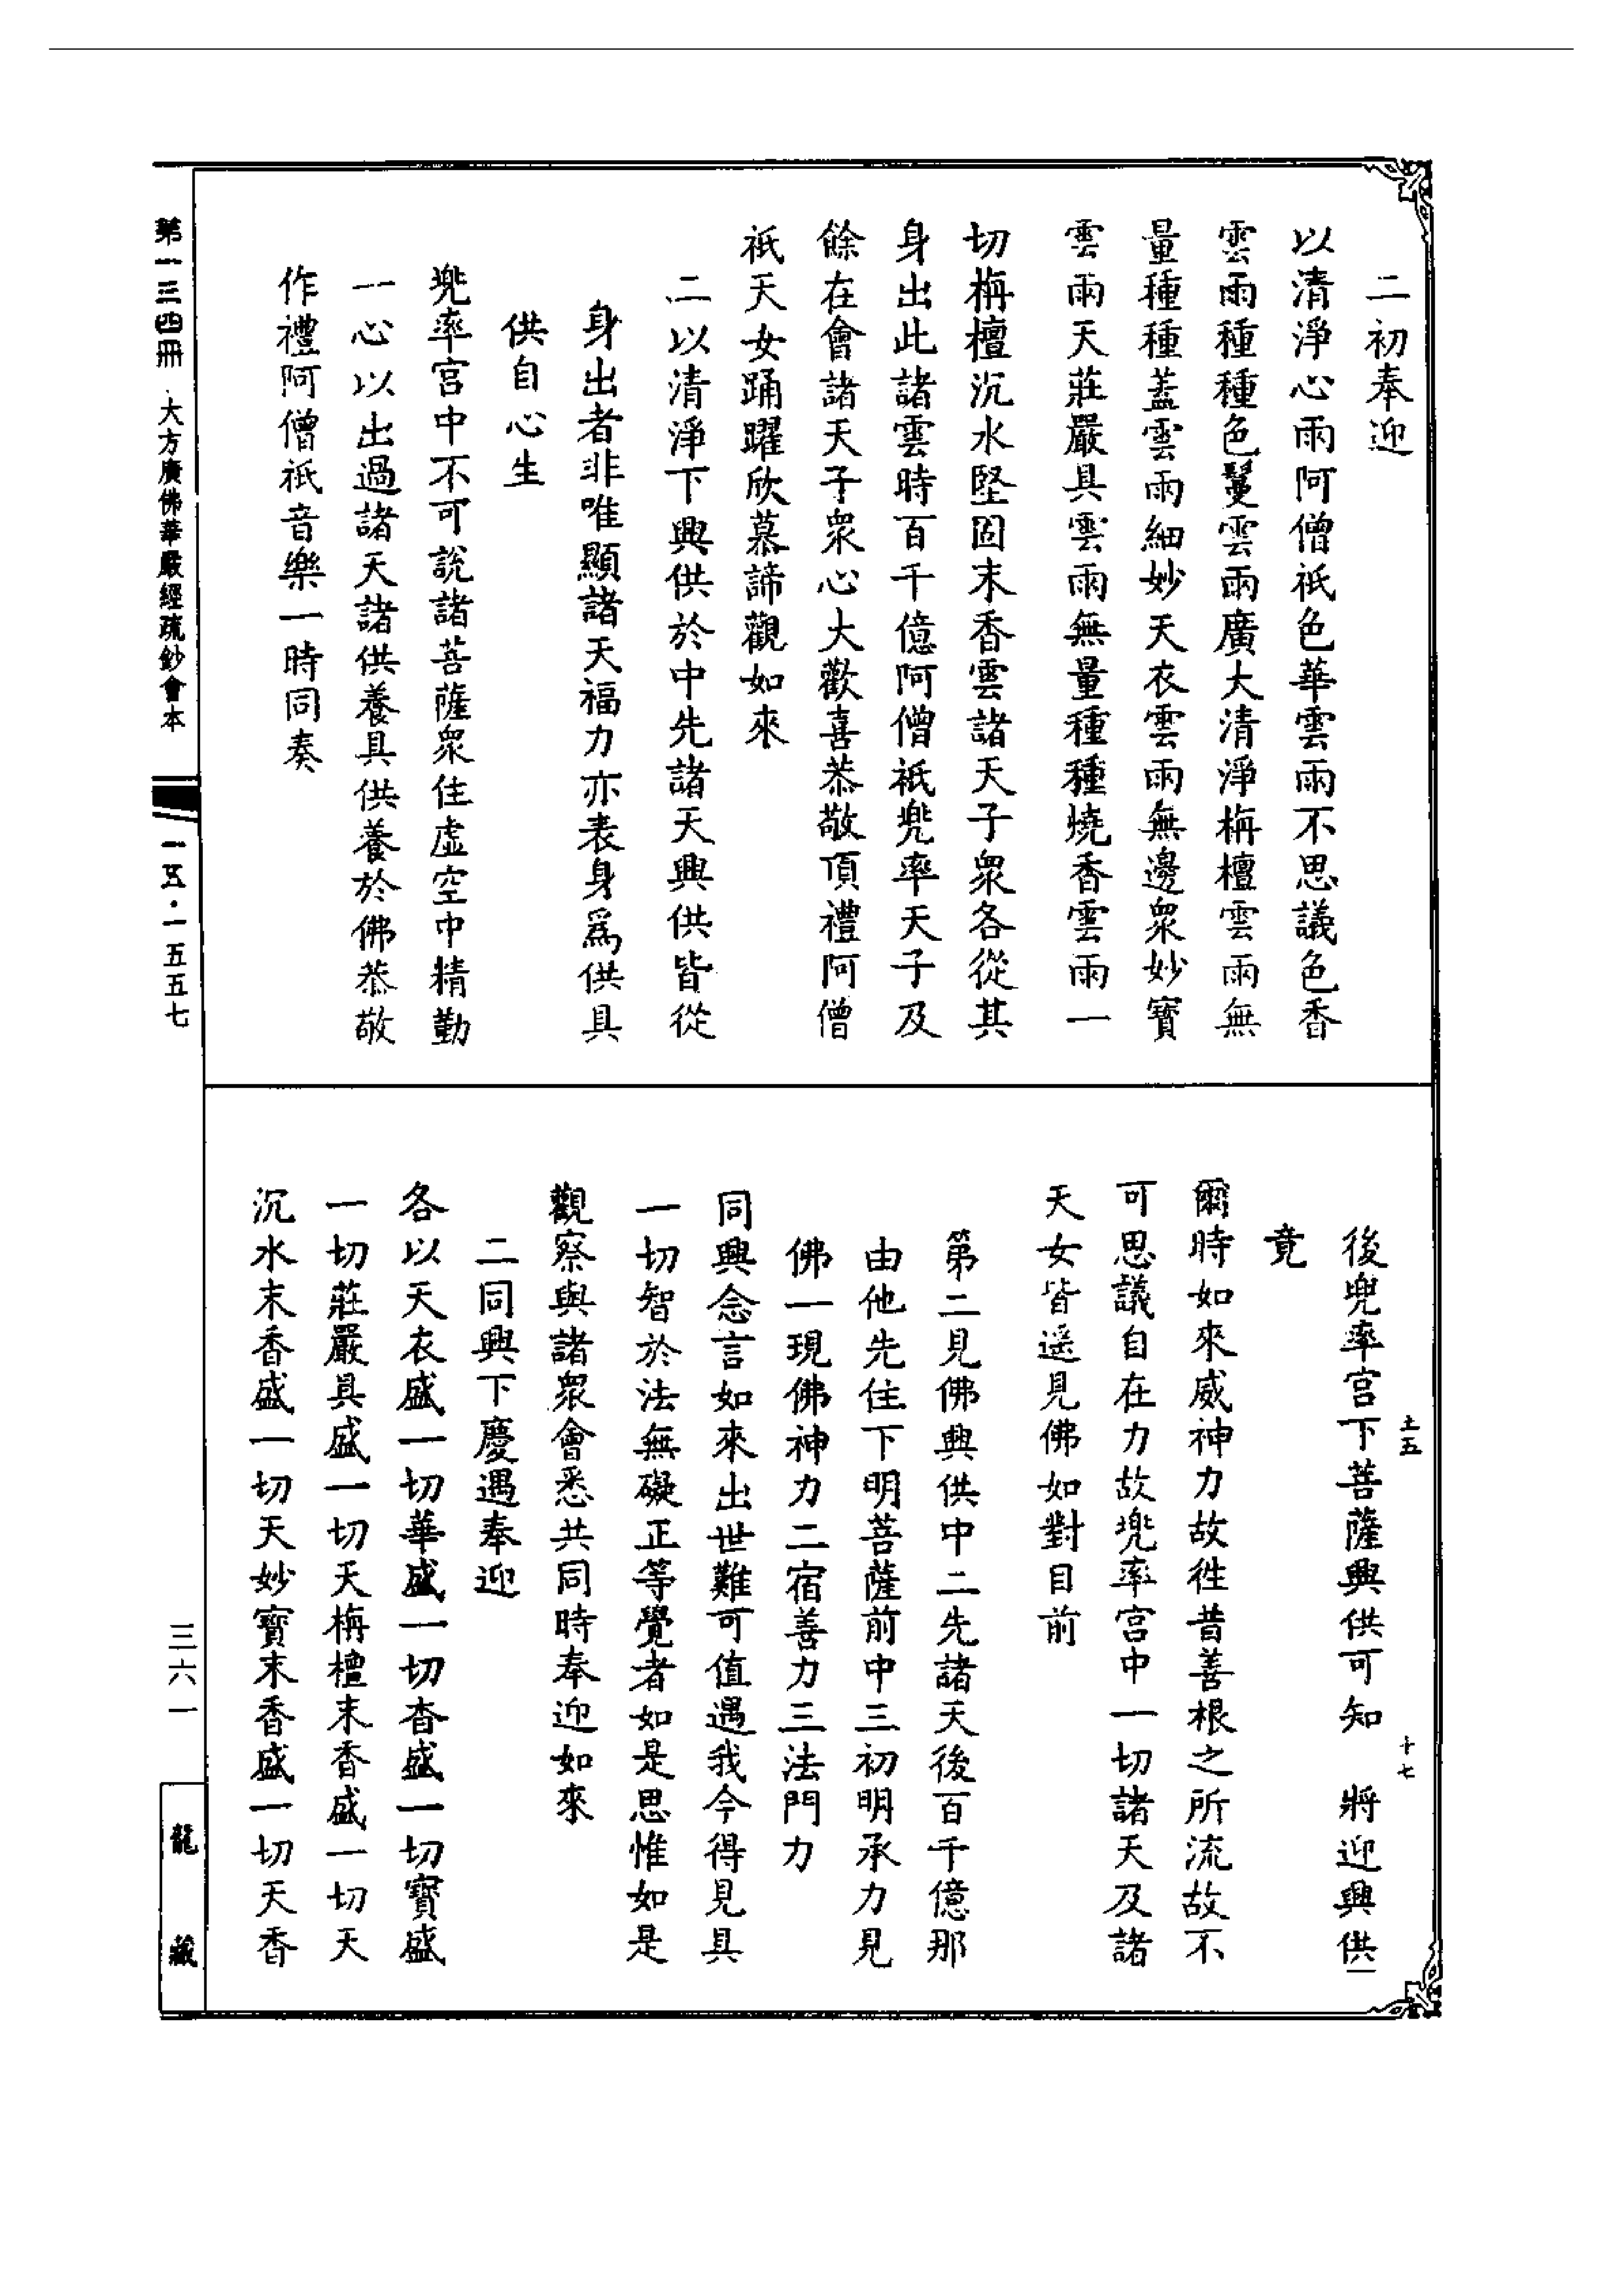 二初奉迎
以清淨心雨阿僧祇色華雲雨不思議色香
雲雨種種色鬘雲雨廣大清淨栴檀雲雨無
量種種蓋雲雨細妙天衣雲雨無邊眾妙寶
雲雨天莊嚴具雲雨無量種種燒香雲雨一
切栴檀沉水堅固末香雲諸天子眾各從其
身出此諸雲時百千億阿僧祇兜率天子及
餘在會諸天子眾心大歡喜恭敬頂禮阿僧
祇天女踊躍欣慕諦觀如來
二以清淨下興供於中先諸天興供皆從
身出者非唯顯諸天福力亦表身爲供具
供自心生
兜率宮中不可說諸菩薩眾住虛空中精勤
一心以出過諸天諸供養具供養於佛恭敬
作禮阿僧祇音樂一時同奏
後兜率宮下菩薩興供可知 將迎興供
竟
爾時如來威神力故徃昔善根之所流故不
可思議自在力故兜率宮中一切諸天及諸
天女皆遥見佛如對目前
第二見佛興供中二先諸天後百千億那
由他先住下明菩薩前中三初明承力見
佛一現佛神力二宿善力三法門力
同興念言如來出世難可值遇我今得見具
一切智於法無礙正等覺者如是思惟如是
觀察與諸眾會悉共同時奉迎如來
二同興下慶遇奉迎
各以天衣盛一切華盛一切香盛一切寶盛
一切莊嚴具盛一切天栴檀末香盛一切天
沉水末香盛一切天妙寶末香盛一切天香
土五
十七
第一三四冊 大方廣佛華嚴經疏鈔會本
一五·一五五七
三六一
龍藏